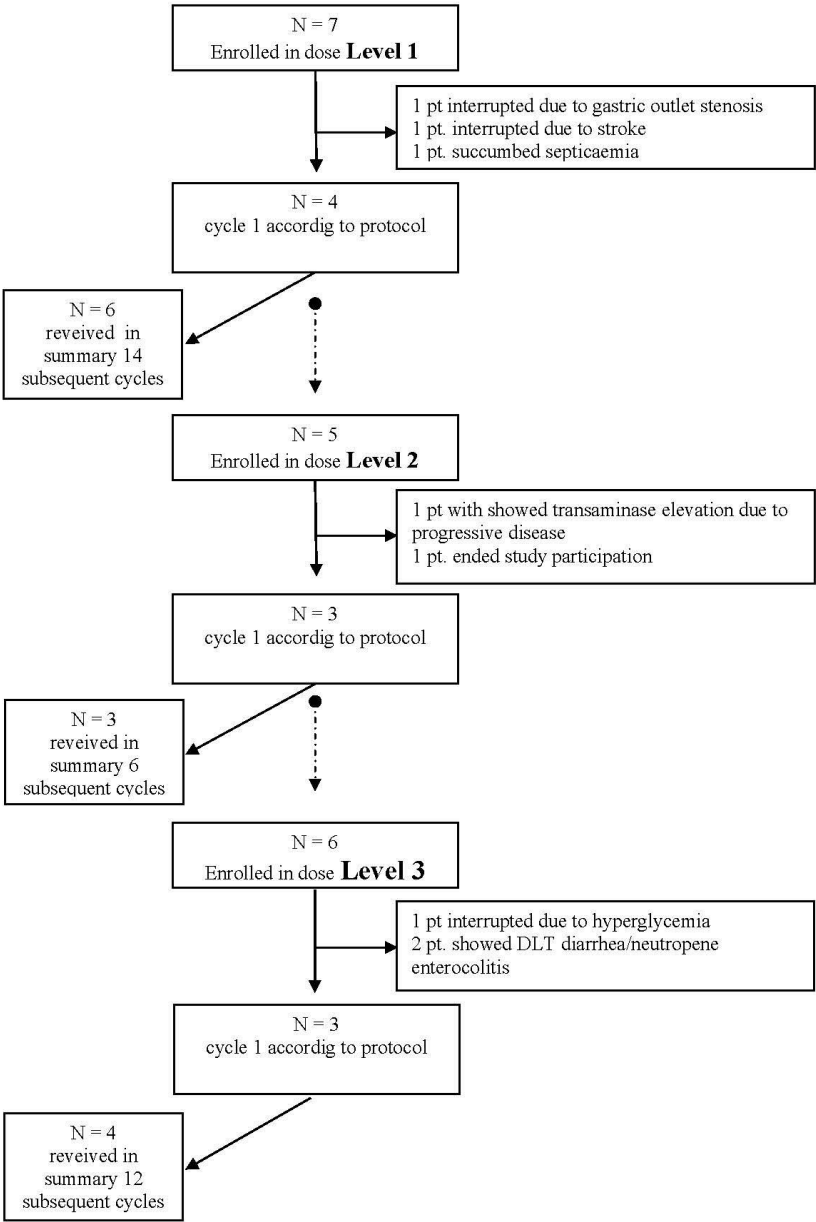 N = 7
Enrolled in dose Level 1
1 pt interrupted due to gastric outlet stenosis
1 pt. interrupted due to stroke
1 pt. succumbed septicaemia
N = 4
cycle 1 accordig to protocol
N = 6
reveived in
summary 14
subsequent cycles
N = 5
Enrolled in dose Level 2
1 pt with showed transaminase elevation due to
progressive disease
1 pt. ended study participation
N = 3
cycle 1 accordig to protocol
N = 3
reveived in
summary 6
subsequent cycles
N = 6
Enrolled in dose Level 3
1 pt interrupted due to hyperglycemia
2 pt. showed DLT diarrhea/neutropene
enterocolitis
N = 3
cycle 1 accordig to protocol
N = 4
reveived in
summary 12
subsequent cycles